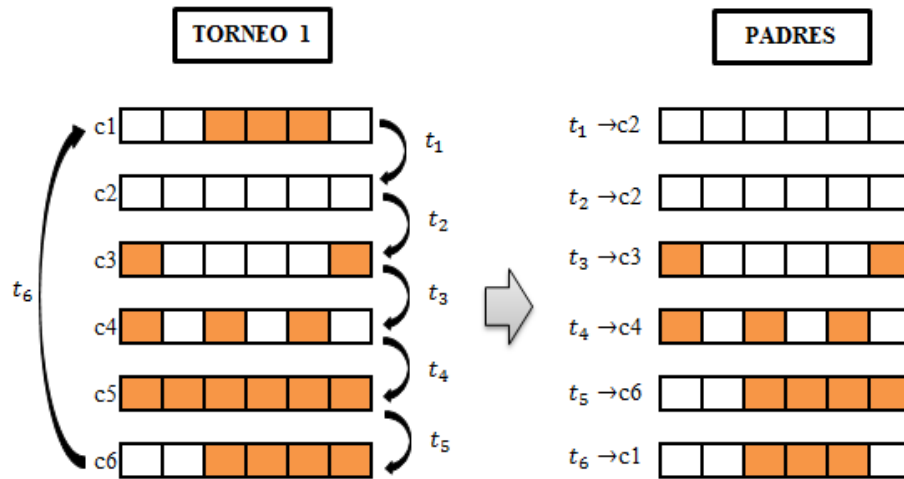 TORNEO 1
c1
c2
c3
c4
c5
c6
t₁
t₂
t₃
t₄
t₅
t₆
PADRES
t₁ →c2
t₂ →c2
t₃ →c3
t₄ →c4
t₅ →c6
t₆ →c1